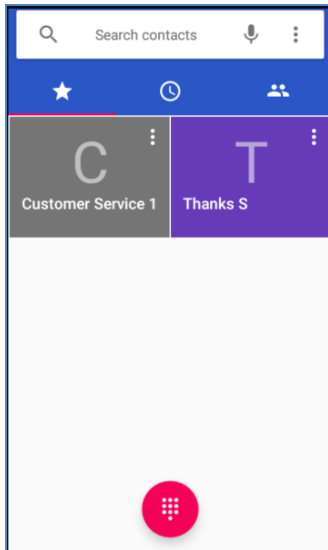 Search contacts
C
T
Customer Service 1
Thanks S